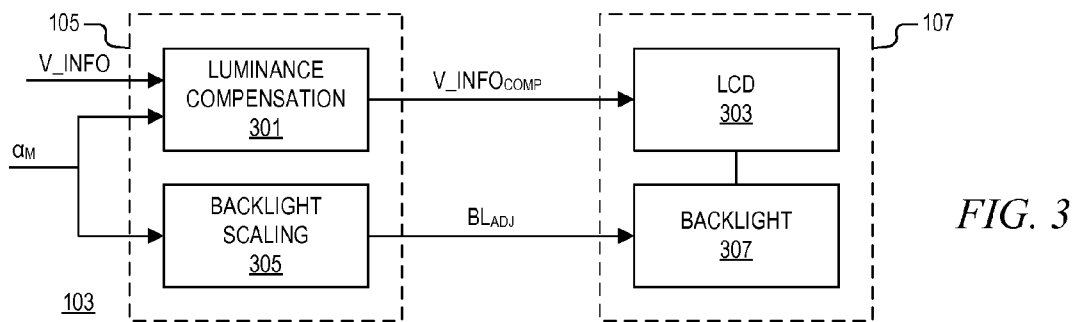 105
107
V_INFO
LUMINANCE
COMPENSATION
301
V_INFOCOMP
LCD
303
αM
BACKLIGHT
SCALING
305
BLADJ
BACKLIGHT
307
FIG. 3
103